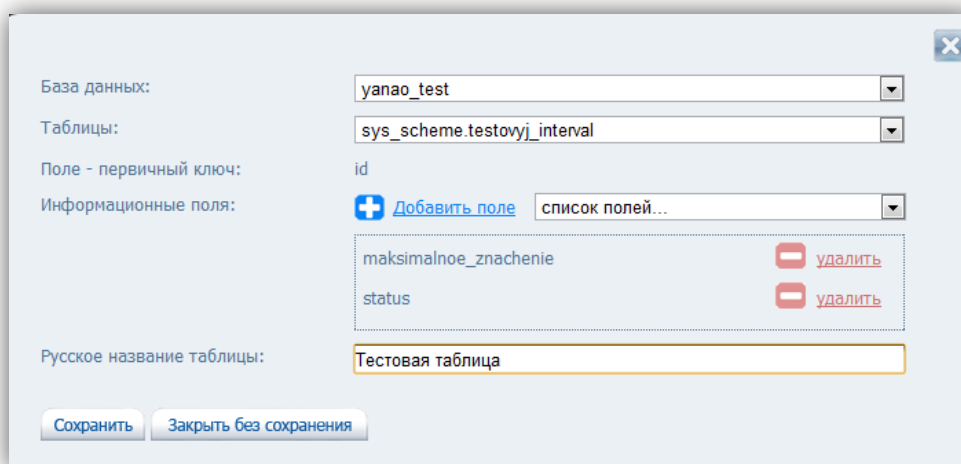 База данных: yanao_test
Таблицы: sys_scheme.testovyj_interval
Поле - первичный ключ: id
Информационные поля: Добавить поле список полей...
maksimalnoe_znachenie удалить
status удалить
Русское название таблицы: Тестовая таблица
Сохранить Закрыть без сохранения